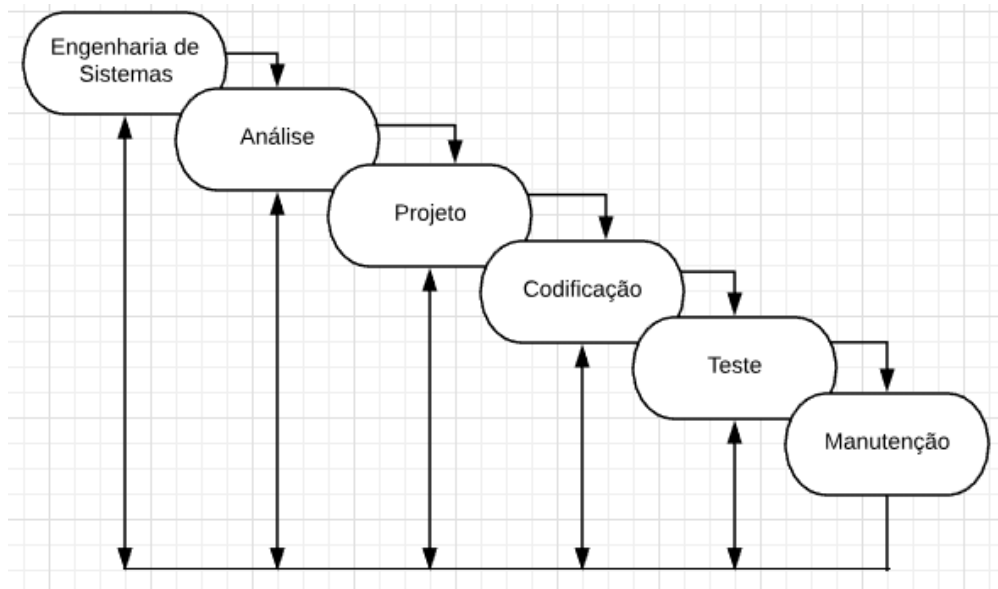 Engenharia de
Sistemas
Análise
Projeto
Codificação
Teste
Manutenção